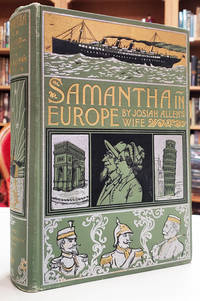 SAMANTHA IN
EUROPE BY JOSIAH ALLEN'S
WIFE